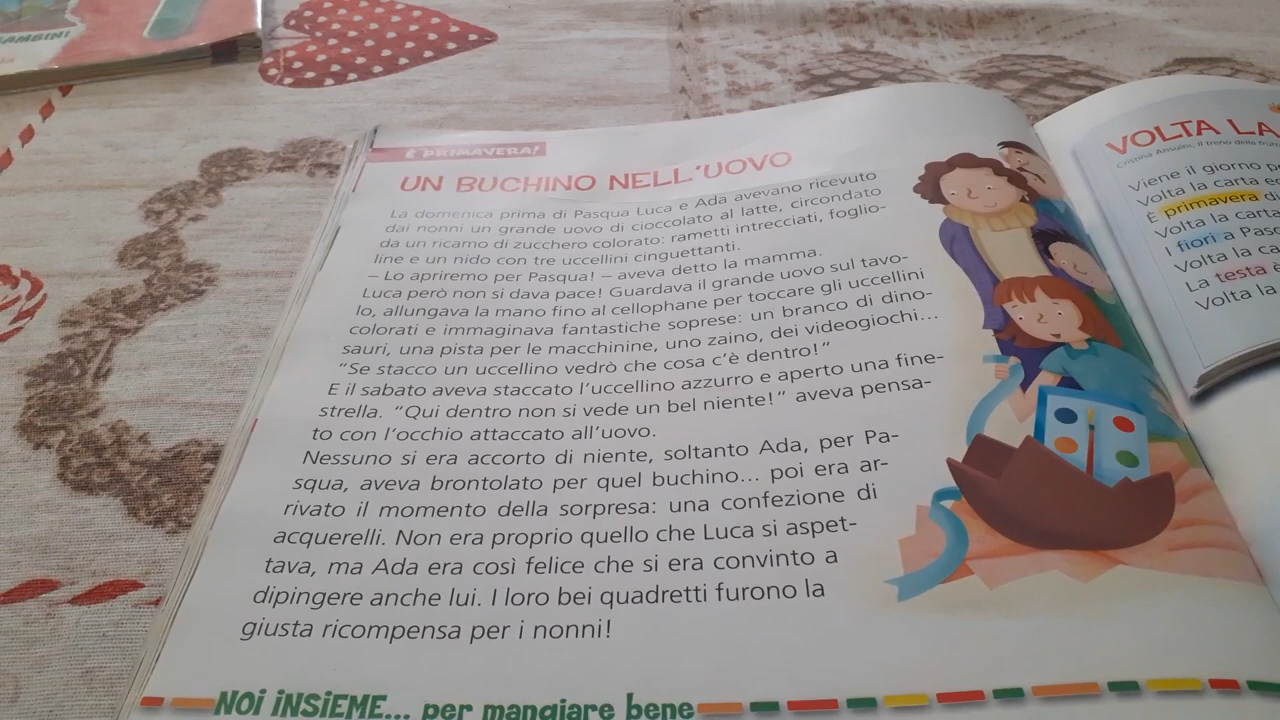 AMBINI
È PRIMAVERA!
UN BUCHINO NELL'UOVO
La domenica prima di Pasqua Luca e Ada avevano ricevuto
dai nonni un grande uovo di cioccolato al latte, circondato
da un ricamo di zucchero colorato: rametti intrecciati, foglio-
line e un nido con tre uccellini cinguettanti.
– Lo apriremo per Pasqua! – aveva detto la mamma.
Luca però non si dava pace! Guardava il grande uovo sul tavo-
lo, allungava la mano fino al cellophane per toccare gli uccellini
colorati e immaginava fantastiche soprese: un branco di dino-
sauri, una pista per le macchinine, uno zaino, dei videogiochi...
“Se stacco un uccellino vedrò che cosa c'è dentro!”
E il sabato aveva staccato l'uccellino azzurro e aperto una fine-
strella. “Qui dentro non si vede un bel niente!” aveva pensa-
to con l'occhio attaccato all'uovo.
Nessuno si era accorto di niente, soltanto Ada, per Pa-
squa, aveva brontolato per quel buchino... poi era ar-
rivato il momento della sorpresa: una confezione di
acquerelli. Non era proprio quello che Luca si aspet-
tava, ma Ada era così felice che si era convinto a
dipingere anche lui. I loro bei quadretti furono la
giusta ricompensa per i nonni!
NOI INSIEME... per mangiare bene
VOLTA LA
Cristina Ansuini, Il treno della
Viene il giorno
Volta la carta
È primavera
Volta la carta
I fiori a
Volta la
La testa è
Volta la